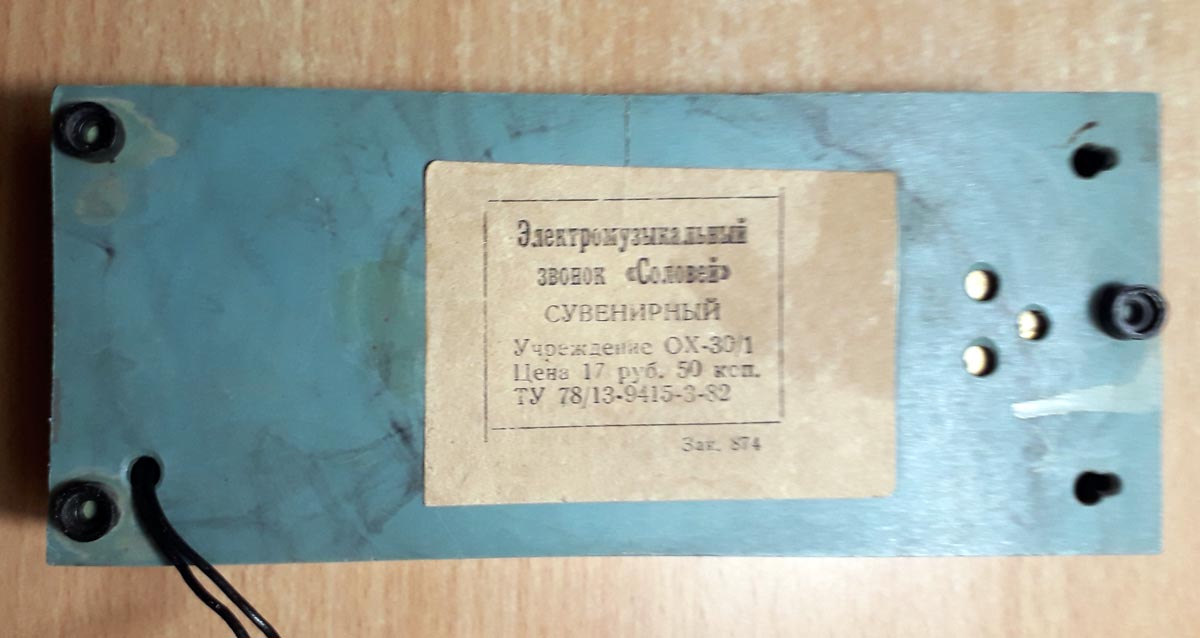 Электромузыкальный
звонок «Соловей»
СУВЕНИРНЫЙ
Учреждение ОХ-30/1
Цена 17 руб. 50 коп.
ТУ 78/13-9415-3-82
Зак. 874